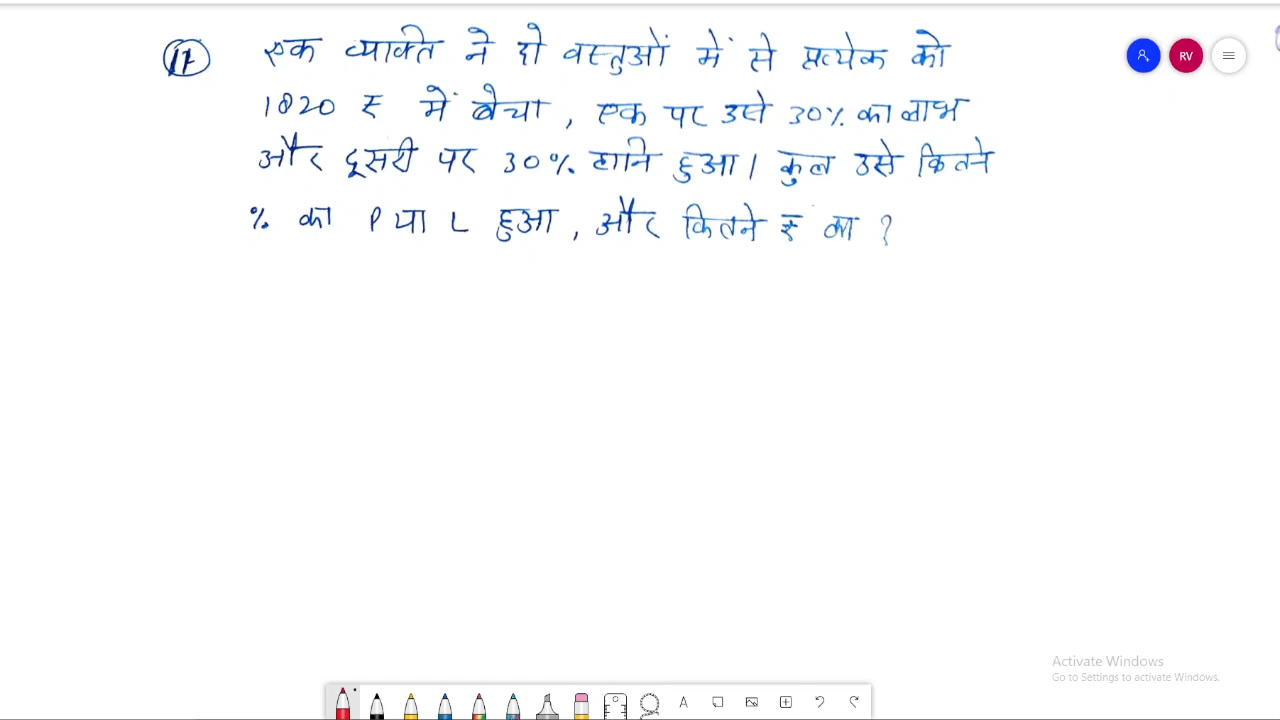 17 एक व्याक्ति ने दो वस्तुओं में से प्रत्येक को
1820 ₹ में बेचा , एक पर उसे 30% का लाभ
और दूसरी पर 30% हानि हुआ। कुल उसे कितने
% का P या L हुआ , और कितने ₹ का ?
RV
Activate Windows
Go to Settings to activate Windows.
A